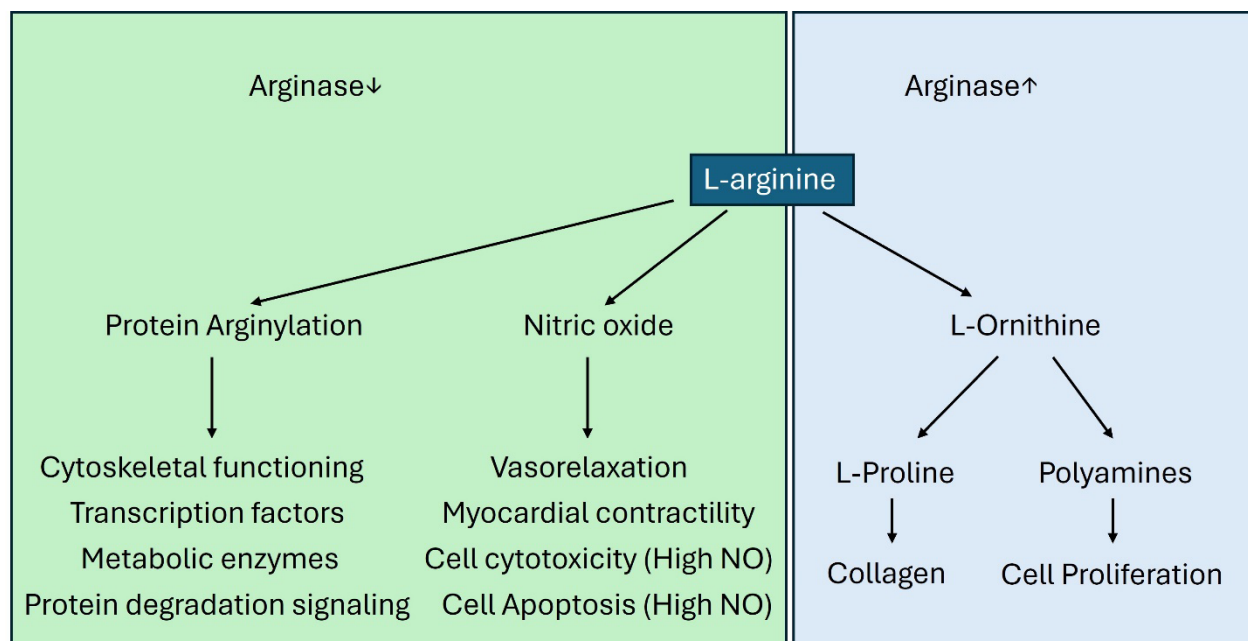 Arginase↓
Arginase↑
L-arginine
Protein Arginylation
Nitric oxide
L-Ornithine
Cytoskeletal functioning
Transcription factors
Metabolic enzymes
Protein degradation signaling
Vasorelaxation
Myocardial contractility
Cell cytotoxicity (High NO)
Cell Apoptosis (High NO)
L-Proline
Polyamines
Collagen
Cell Proliferation